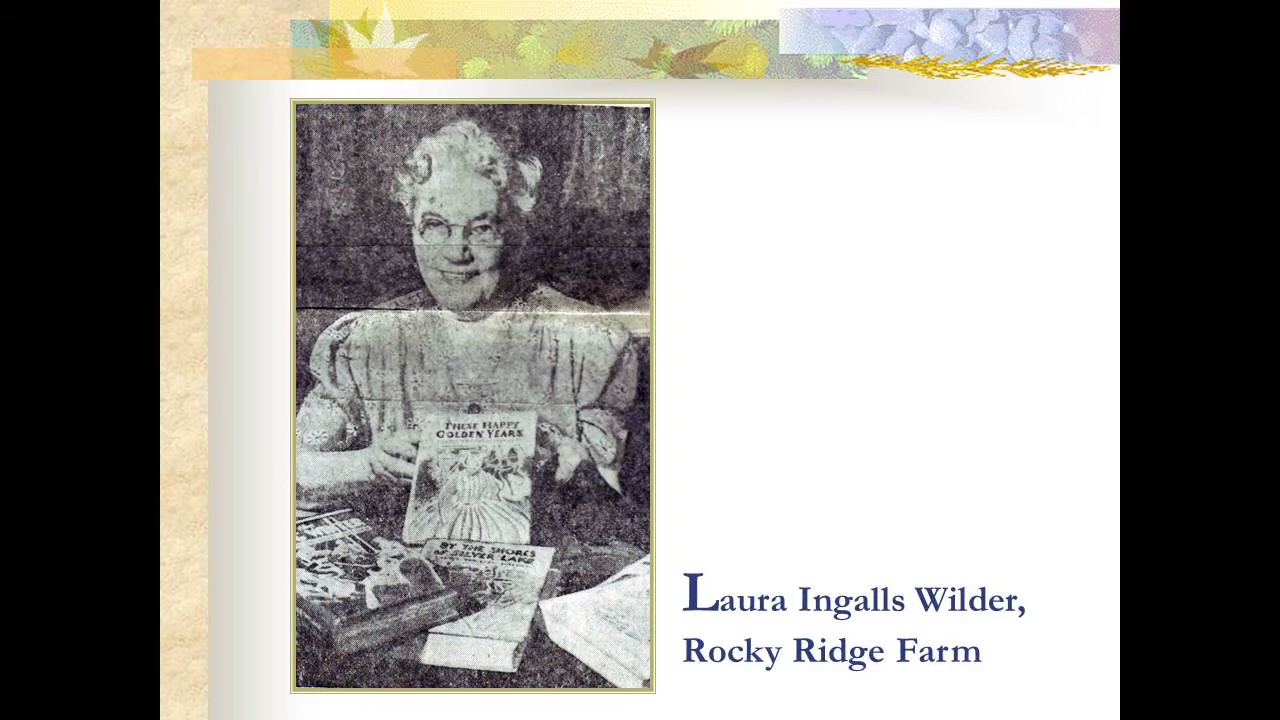 THESE HAPPY
GOLDEN YEARS
BY THE SHORES
OF SILVER LAKE
Laura Ingalls Wilder,
Rocky Ridge Farm